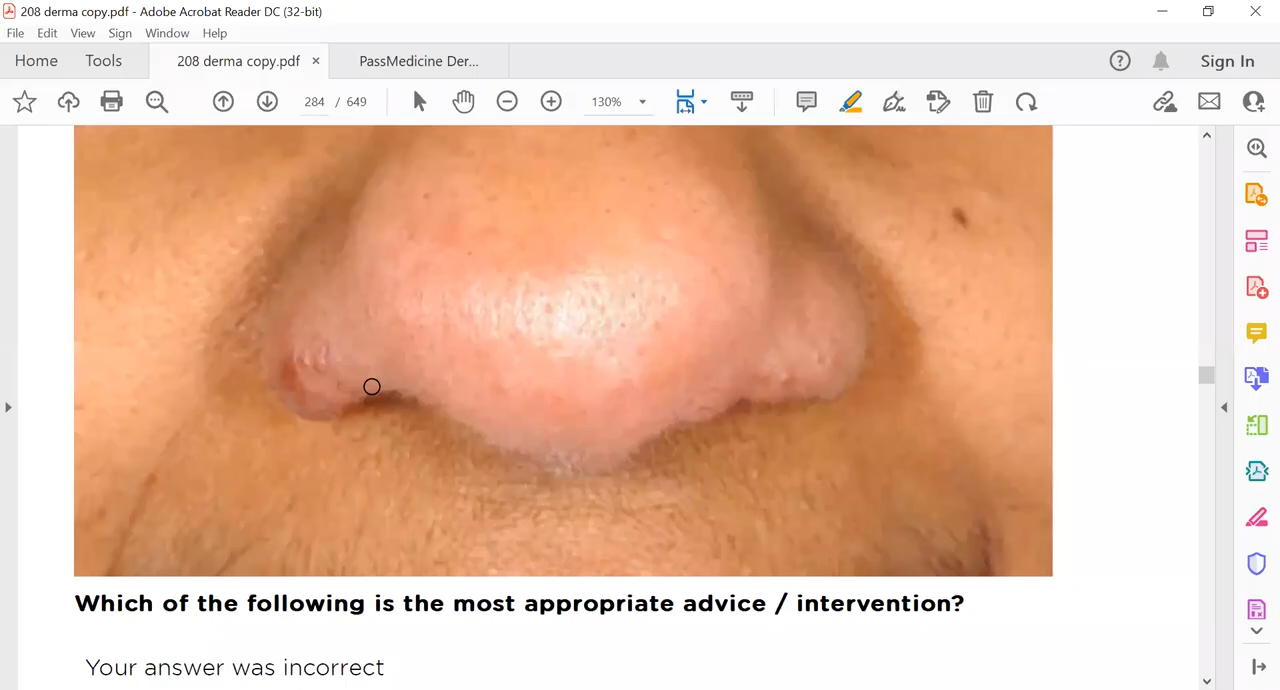 208 derma copy.pdf - Adobe Acrobat Reader DC (32-bit)
File Edit View Sign Window Help
Home Tools 208 derma copy.pdf × PassMedicine Der... Sign In
284 / 649 130%
Which of the following is the most appropriate advice / intervention?
Your answer was incorrect